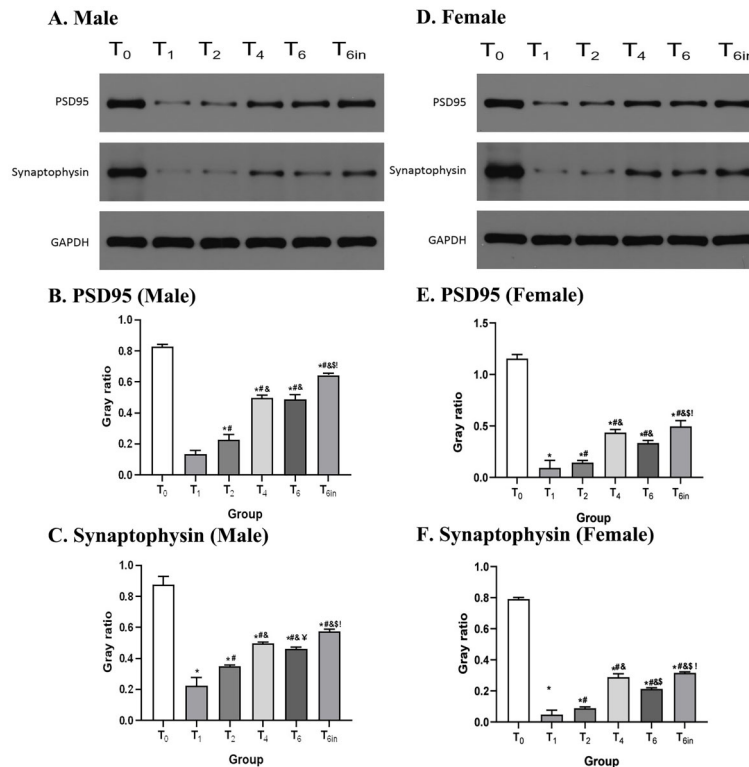 A. Male
T0 T1 T2 T4 T6 T6in
PSD95
Synaptophysin
GAPDH
B. PSD95 (Male)
1.0
0.8
0.6
0.4
0.2
0.0
Gray ratio
*#
*#&
*#&
*#&$!
T0 T1 T2 T4 T6 T6in
Group
C. Synaptophysin (Male)
1.0
0.8
0.6
0.4
0.2
0.0
Gray ratio
*
*#
*#&
*#& ¥
*#&$!
T0 T1 T2 T4 T6 T6in
Group
D. Female
T0 T1 T2 T4 T6 T6in
PSD95
Synaptophysin
GAPDH
E. PSD95 (Female)
1.5
1.0
0.5
0.0
Gray ratio
*
*#
*#&
*#&
*#&$!
T0 T1 T2 T4 T6 T6in
Group
F. Synaptophysin (Female)
1.0
0.8
0.6
0.4
0.2
0.0
Gray ratio
*
*#
*#&
*#&$
*#&$ !
T0 T1 T2 T4 T6 T6in
Group